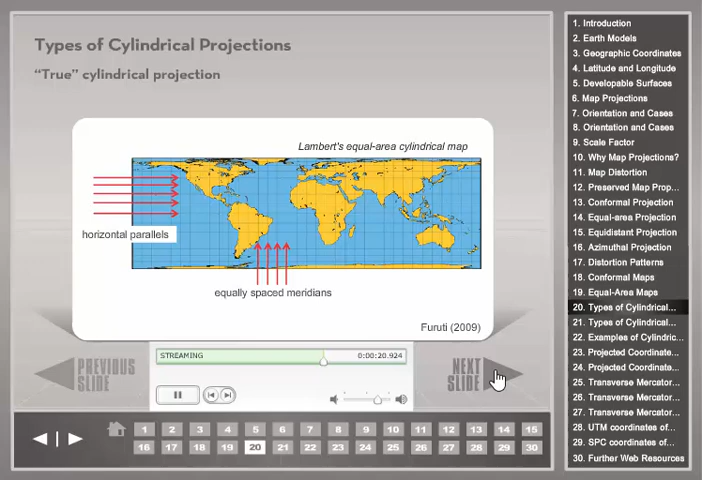 Types of Cylindrical Projections
“True” cylindrical projection
Lambert's equal-area cylindrical map
horizontal parallels
equally spaced meridians
Furuti (2009)
PREVIOUS
SLIDE
STREAMING
0:00:20.924
NEXT
SLIDE
1 2 3 4 5 6 7 8 9 10 11 12 13 14 15
16 17 18 19 20 21 22 23 24 25 26 27 28 29 30
1. Introduction
2. Earth Models
3. Geographic Coordinates
4. Latitude and Longitude
5. Developable Surfaces
6. Map Projections
7. Orientation and Cases
8. Orientation and Cases
9. Scale Factor
10. Why Map Projections?
11. Map Distortion
12. Preserved Map Prop...
13. Conformal Projection
14. Equal-area Projection
15. Equidistant Projection
16. Azimuthal Projection
17. Distortion Patterns
18. Conformal Maps
19. Equal-Area Maps
20. Types of Cylindrical...
21. Types of Cylindrical...
22. Examples of Cylindric...
23. Projected Coordinate...
24. Projected Coordinate...
25. Transverse Mercator...
26. Transverse Mercator...
27. Transverse Mercator...
28. UTM coordinates of...
29. SPC coordinates of...
30. Further Web Resources